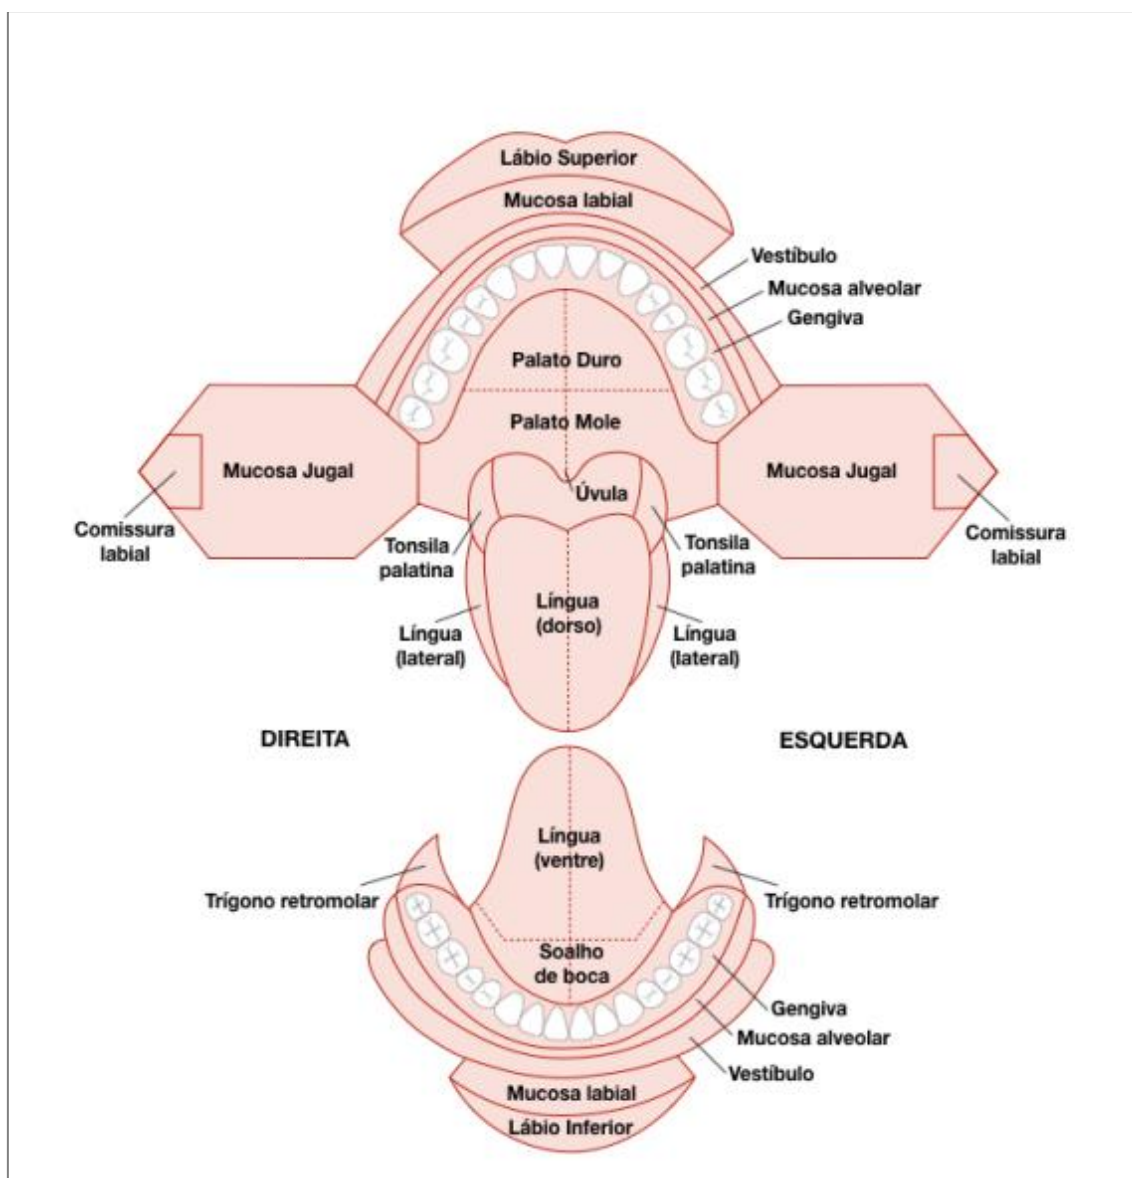 Lábio Superior
Mucosa labial
Vestíbulo
Mucosa alveolar
Gengiva
Palato Duro
Palato Mole
Mucosa Jugal
Mucosa Jugal
Úvula
Comissura
labial
Tonsila
palatina
Tonsila
palatina
Comissura
labial
Língua
(dorso)
Língua
(lateral)
Língua
(lateral)
DIREITA
ESQUERDA
Língua
(ventre)
Trígono retromolar
Trígono retromolar
Soalho
de boca
Gengiva
Mucosa alveolar
Vestíbulo
Mucosa labial
Lábio Inferior